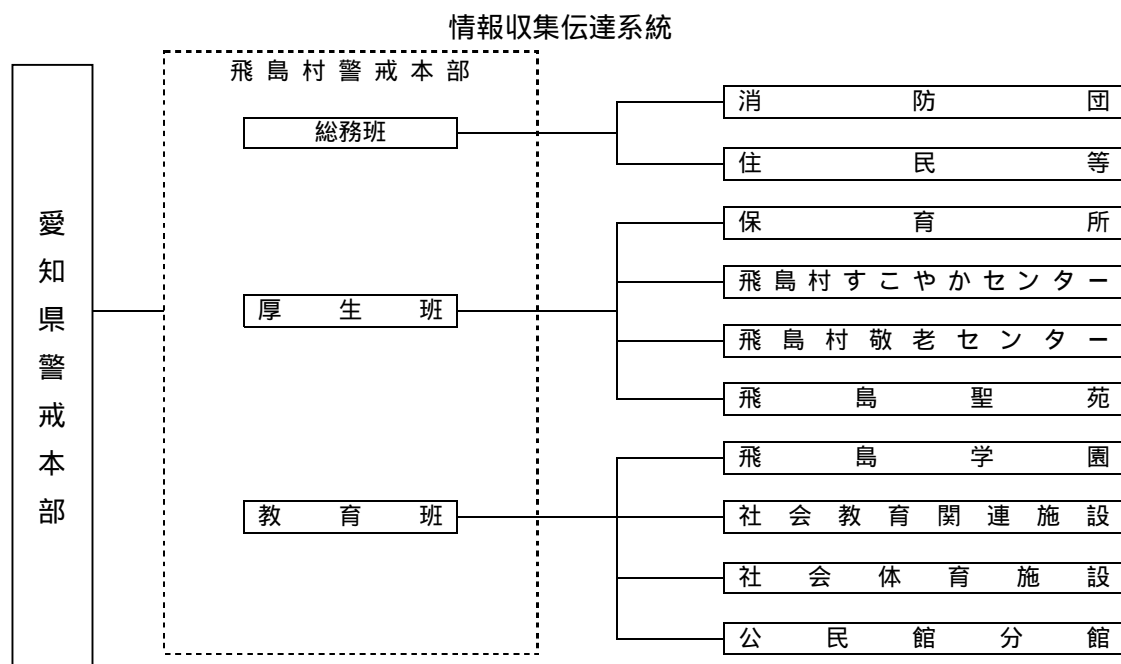 情報収集伝達系統
愛知県警戒本部
飛島村警戒本部
総務班
消防団
住民等
厚生班
保育所
飛島村すこやかセンター
飛島村敬老センター
飛島聖苑
教育班
飛島学園
社会教育関連施設
社会体育施設
公民館分館